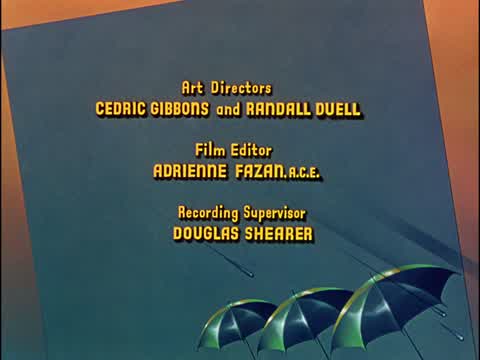 Art Directors
CEDRIC GIBBONS and RANDALL DUELL
Film Editor
ADRIENNE FAZAN, A.C.E.
Recording Supervisor
DOUGLAS SHEARER